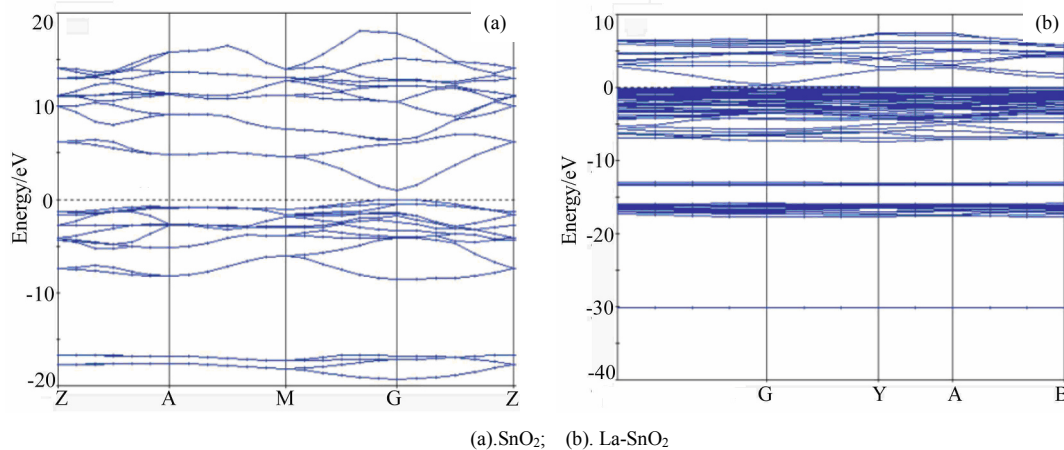 (a)
20
10
0
-10
-20
Energy/eV
Z A M G Z
(b)
10
0
-10
-20
-30
-40
Energy/eV
G Y A B
(a).SnO₂; (b). La-SnO₂